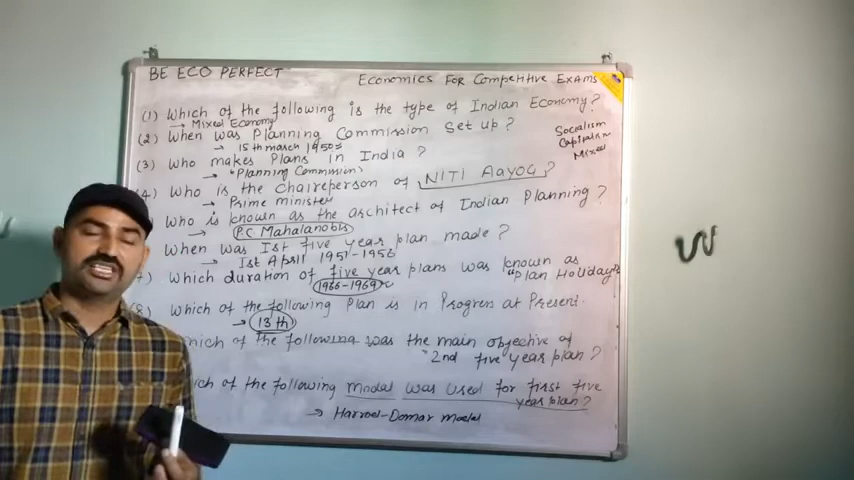 BE ECO PERFECT
Economics For Competitive Exams
(1) Which of the following is the type of Indian Economy?
→ Mixed Economy
(2) When was Planning Commission Set up?
→ 15th march 1950
Socialism
Capitalism
Mixed
(3) Who makes Plans in India?
→ "Planning Commission"
(4) Who is the chaireperson of NITI Aayog?
→ Prime minister
Who is known as the architect of Indian Planning?
→ P.C. Mahalanobis
When was Ist five year plan made?
→ Ist April 1951-1956
Which duration of five year plans was known as
"Plan Holiday"?
1966-1969
(8) Which of the following Plan is in Progress at Present.
→ 13th
of the following was the main objective of
2nd five year plan?
of the following modal was used for first five
year plan?
→ Harrod-Domar model